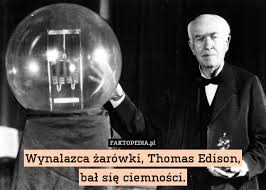 FAKTOPEDIA.pl
Wynalazca żarówki, Thomas Edison,
bał się ciemności.